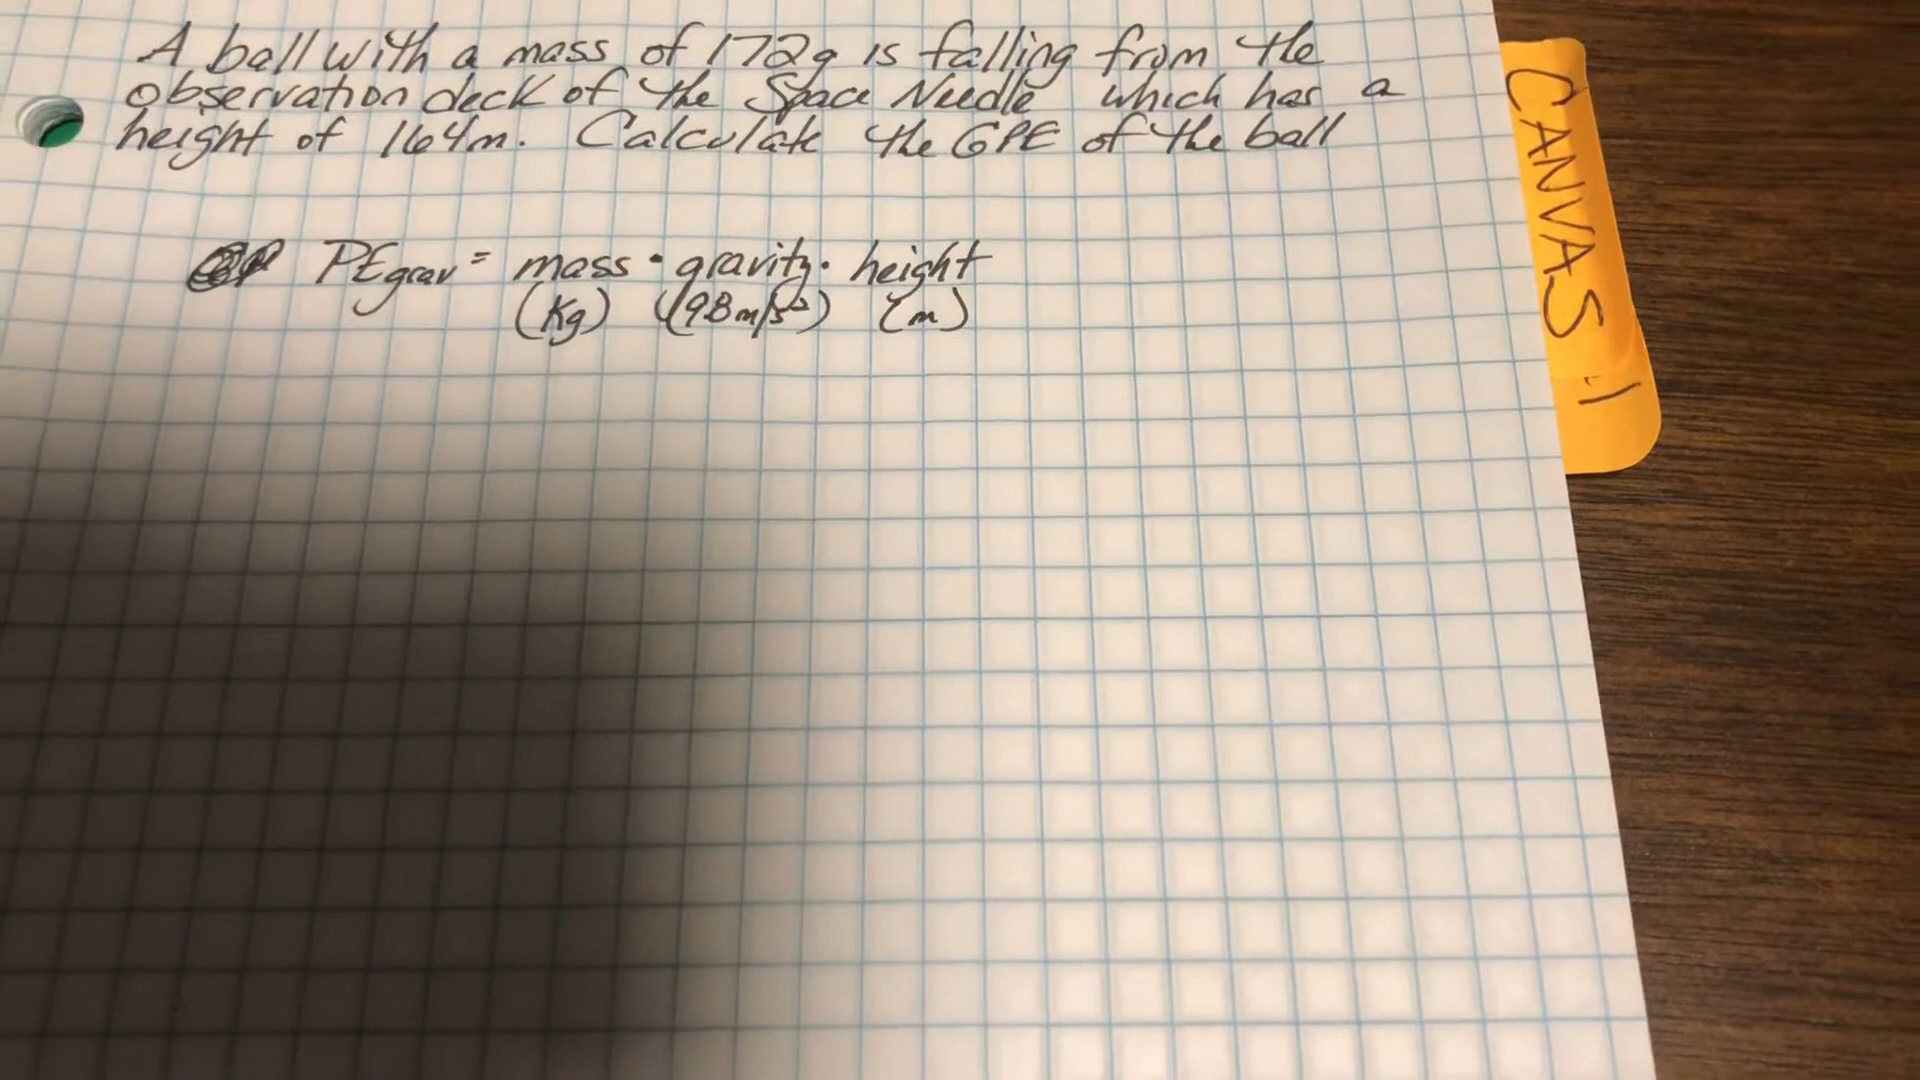 A ball with a mass of 172g is falling from the
observation deck of the Space Needle which has a
height of 164m. Calculate the GPE of the ball
PEgrav = mass · gravity · height
(Kg) (9.8m/s²) (m)
CANVAS